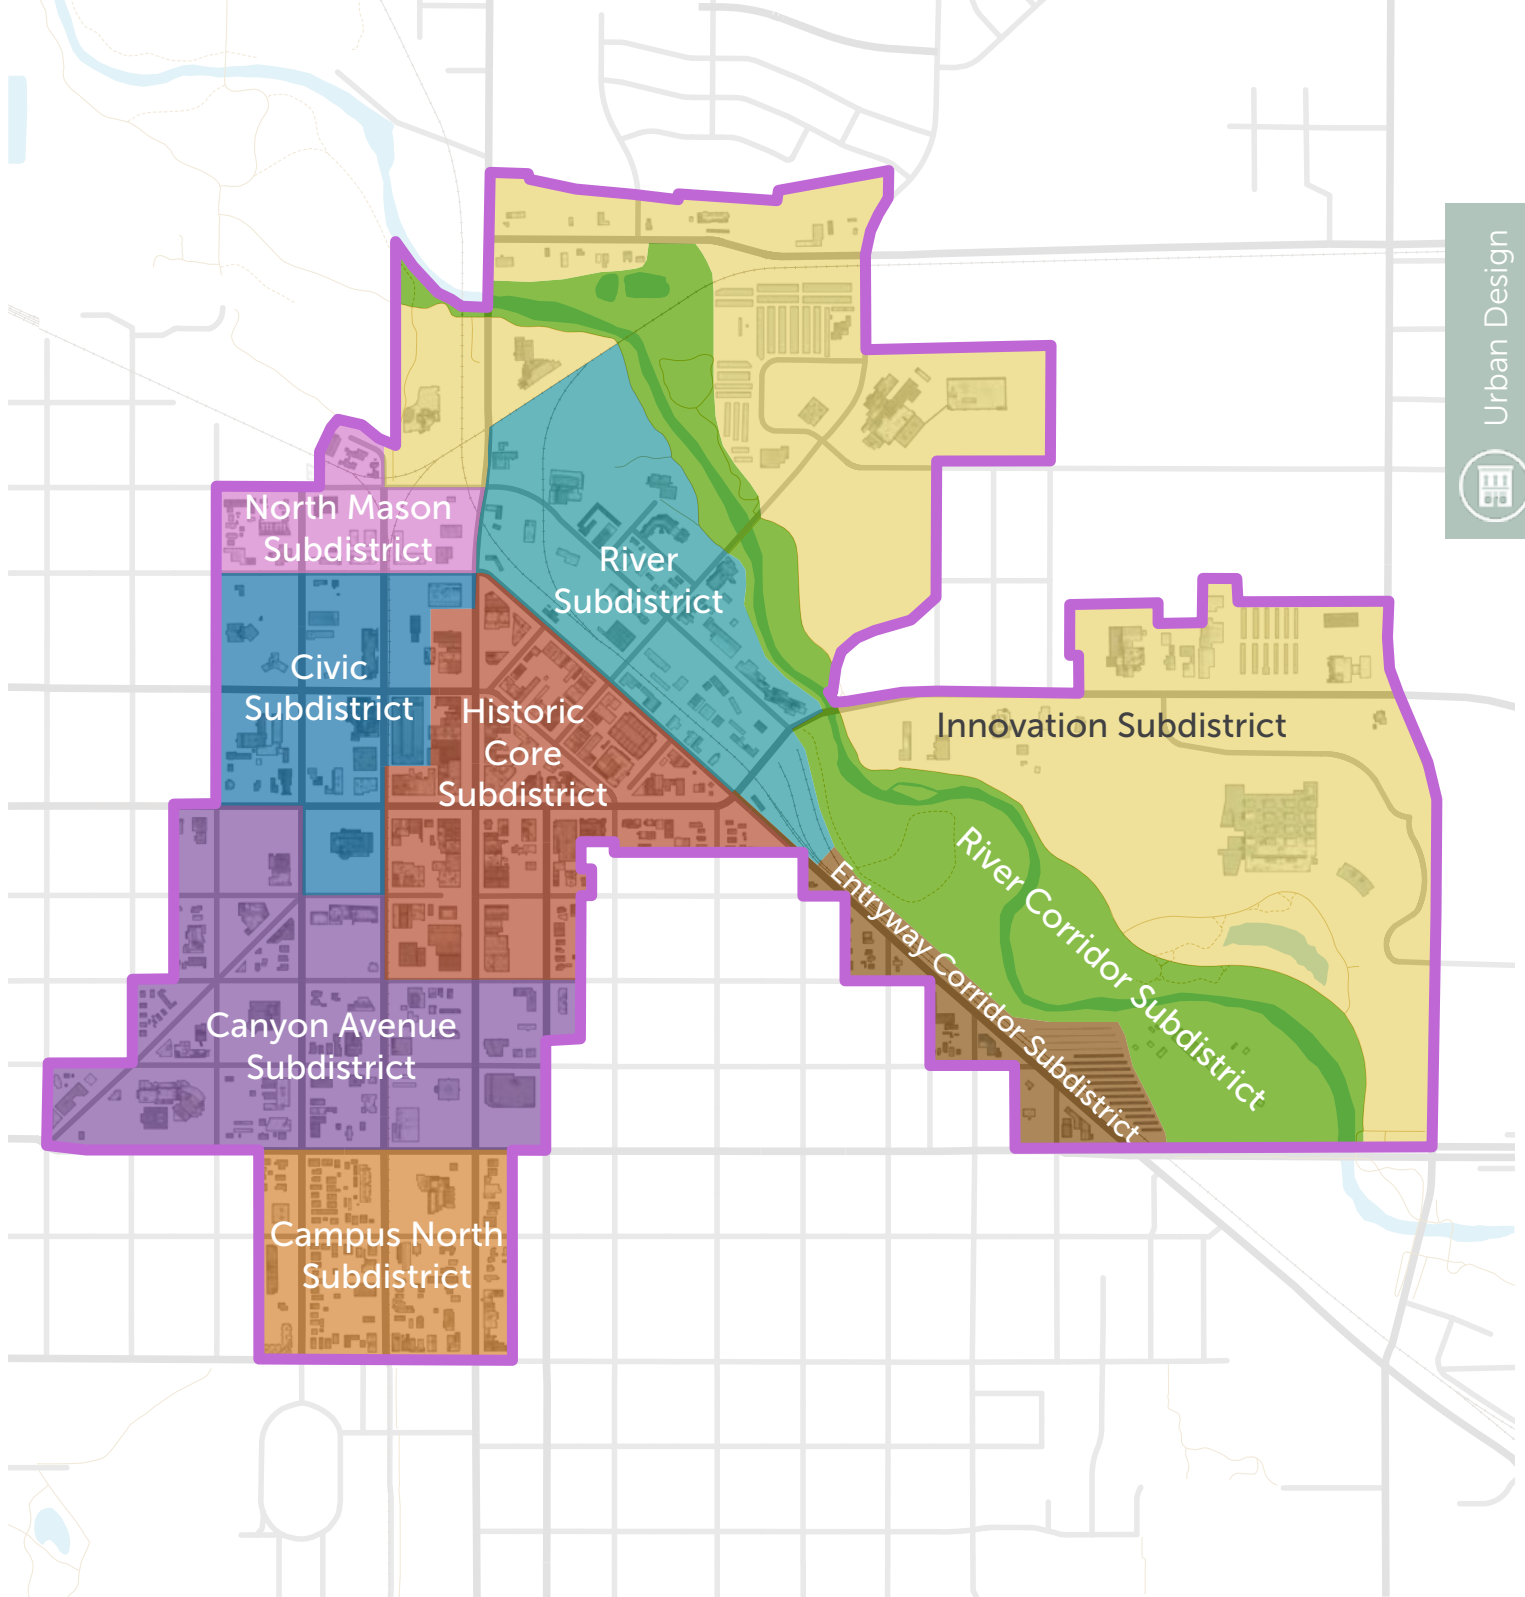 Urban Design
North Mason
Subdistrict
River
Subdistrict
Civic
Subdistrict
Historic
Core
Subdistrict
Innovation Subdistrict
River Corridor Subdistrict
Entryway Corridor Subdistrict
Canyon Avenue
Subdistrict
Campus North
Subdistrict